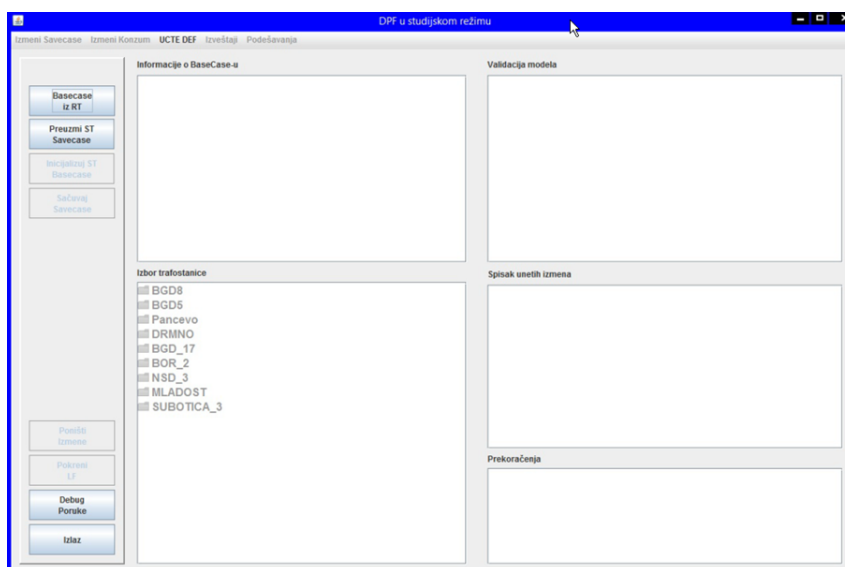 DPF u studijskom režimu
Izmeni Savecase Izmeni Konzum UCTE DEF Izveštaji Podešavanja
Basecase
iz RT
Preuzmi ST
Savecase
Inicijalizuj ST
Basecase
Sačuvaj
Savecase
Poništi
Izmene
Pokreni
LF
Debug
Poruke
Izlaz
Informacije o BaseCase-u
Izbor trafostanice
BGD8
BGD5
Pancevo
DRMNO
BGD_17
BOR_2
NSD_3
MLADOST
SUBOTICA_3
Validacija modela
Spisak unetih izmena
Prekoračenja